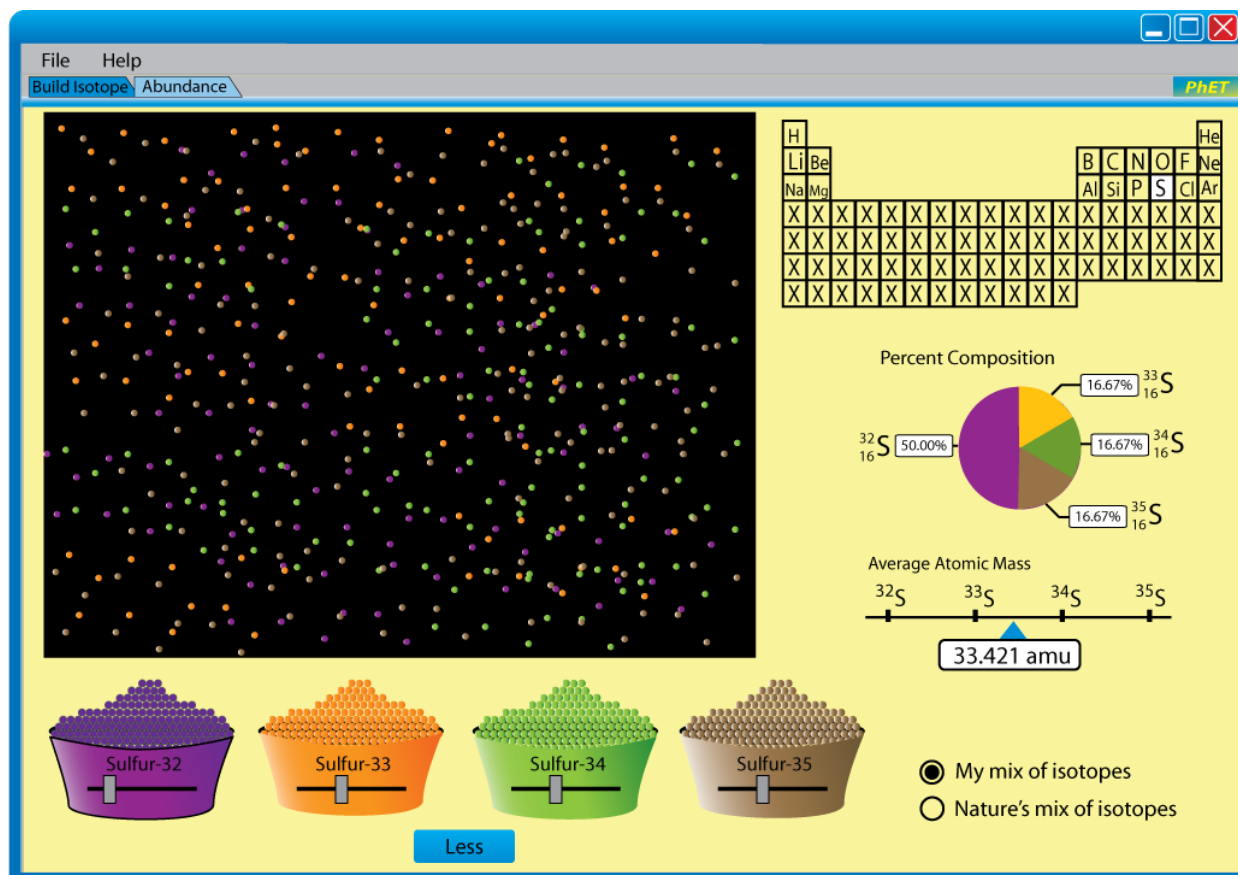 File Help
Build Isotope Abundance
PhET
H He
Li Be B C N O F Ne
Na Mg Al Si P S Cl Ar
X X X X X X X X X X X X X X X X X X
X X X X X X X X X X X X X X X X X X
X X X X X X X X X X X X X X X X X X
X X X X X X X X X X X X
Percent Composition
16.67% 33 16 S
32 16 S 50.00%
16.67% 34 16 S
16.67% 35 16 S
Average Atomic Mass
32S 33S 34S 35S
33.421 amu
Sulfur-32 Sulfur-33 Sulfur-34 Sulfur-35
My mix of isotopes
Nature's mix of isotopes
Less